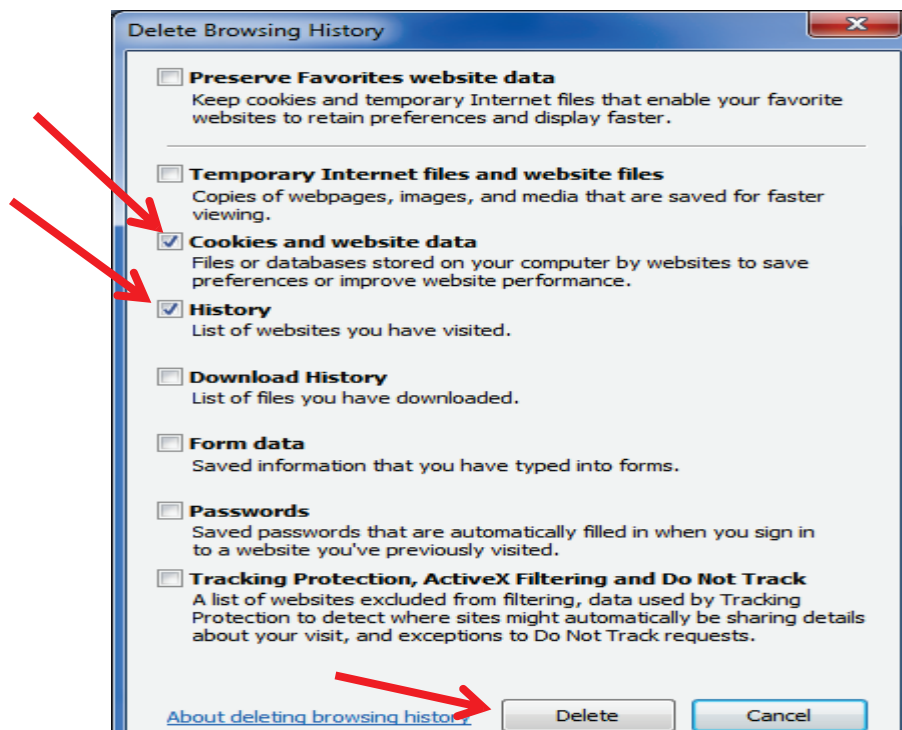 Delete Browsing History
Preserve Favorites website data
Keep cookies and temporary Internet files that enable your favorite
websites to retain preferences and display faster.
Temporary Internet files and website files
Copies of webpages, images, and media that are saved for faster
viewing.
Cookies and website data
Files or databases stored on your computer by websites to save
preferences or improve website performance.
History
List of websites you have visited.
Download History
List of files you have downloaded.
Form data
Saved information that you have typed into forms.
Passwords
Saved passwords that are automatically filled in when you sign in
to a website you've previously visited.
Tracking Protection, ActiveX Filtering and Do Not Track
A list of websites excluded from filtering, data used by Tracking
Protection to detect where sites might automatically be sharing details
about your visit, and exceptions to Do Not Track requests.
About deleting browsing history Delete Cancel